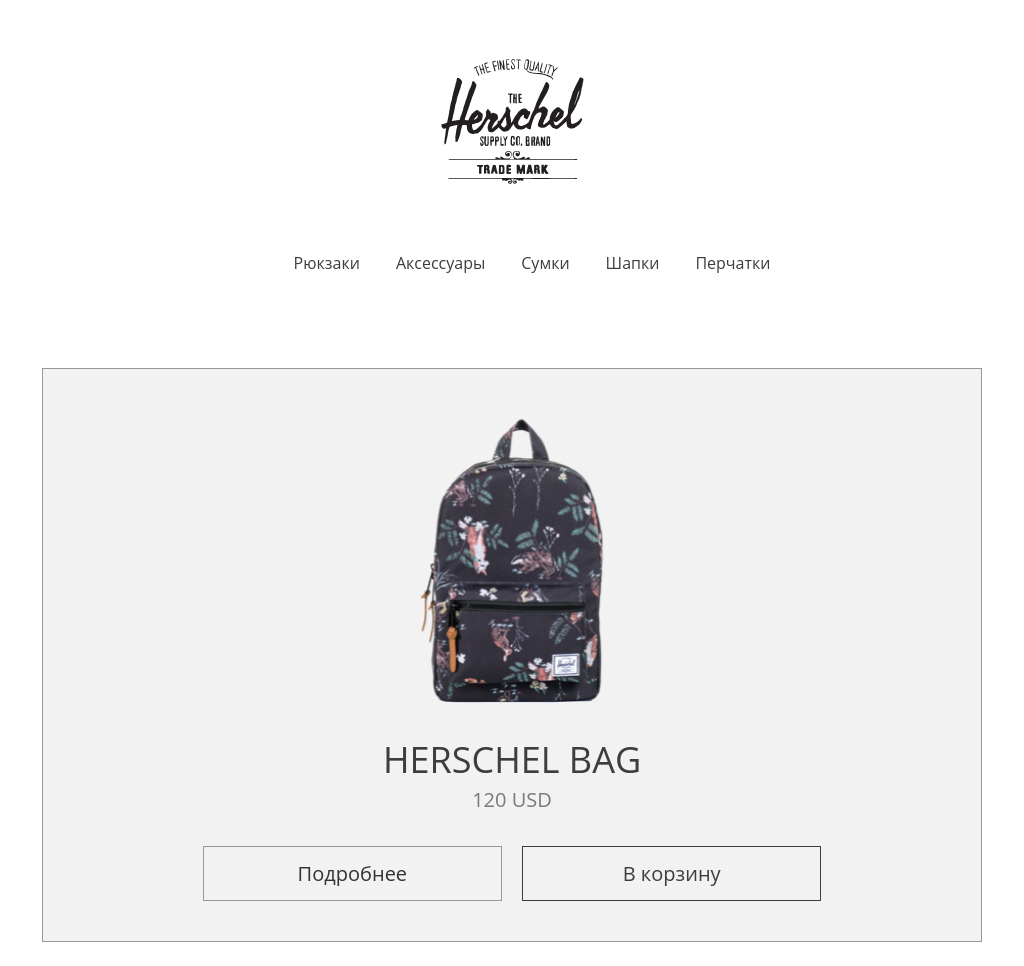 THE FINEST QUALITY
THE
Herschel
SUPPLY CO. BRAND
TRADE MARK
Рюкзаки Аксессуары Сумки Шапки Перчатки
Herschel
HERSCHEL BAG
120 USD
Подробнее В корзину